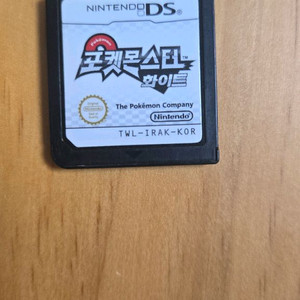 NINTENDO DS
포켓몬스터
화이트
The Pokémon Company
Nintendo
TWL-IRAK-KOR